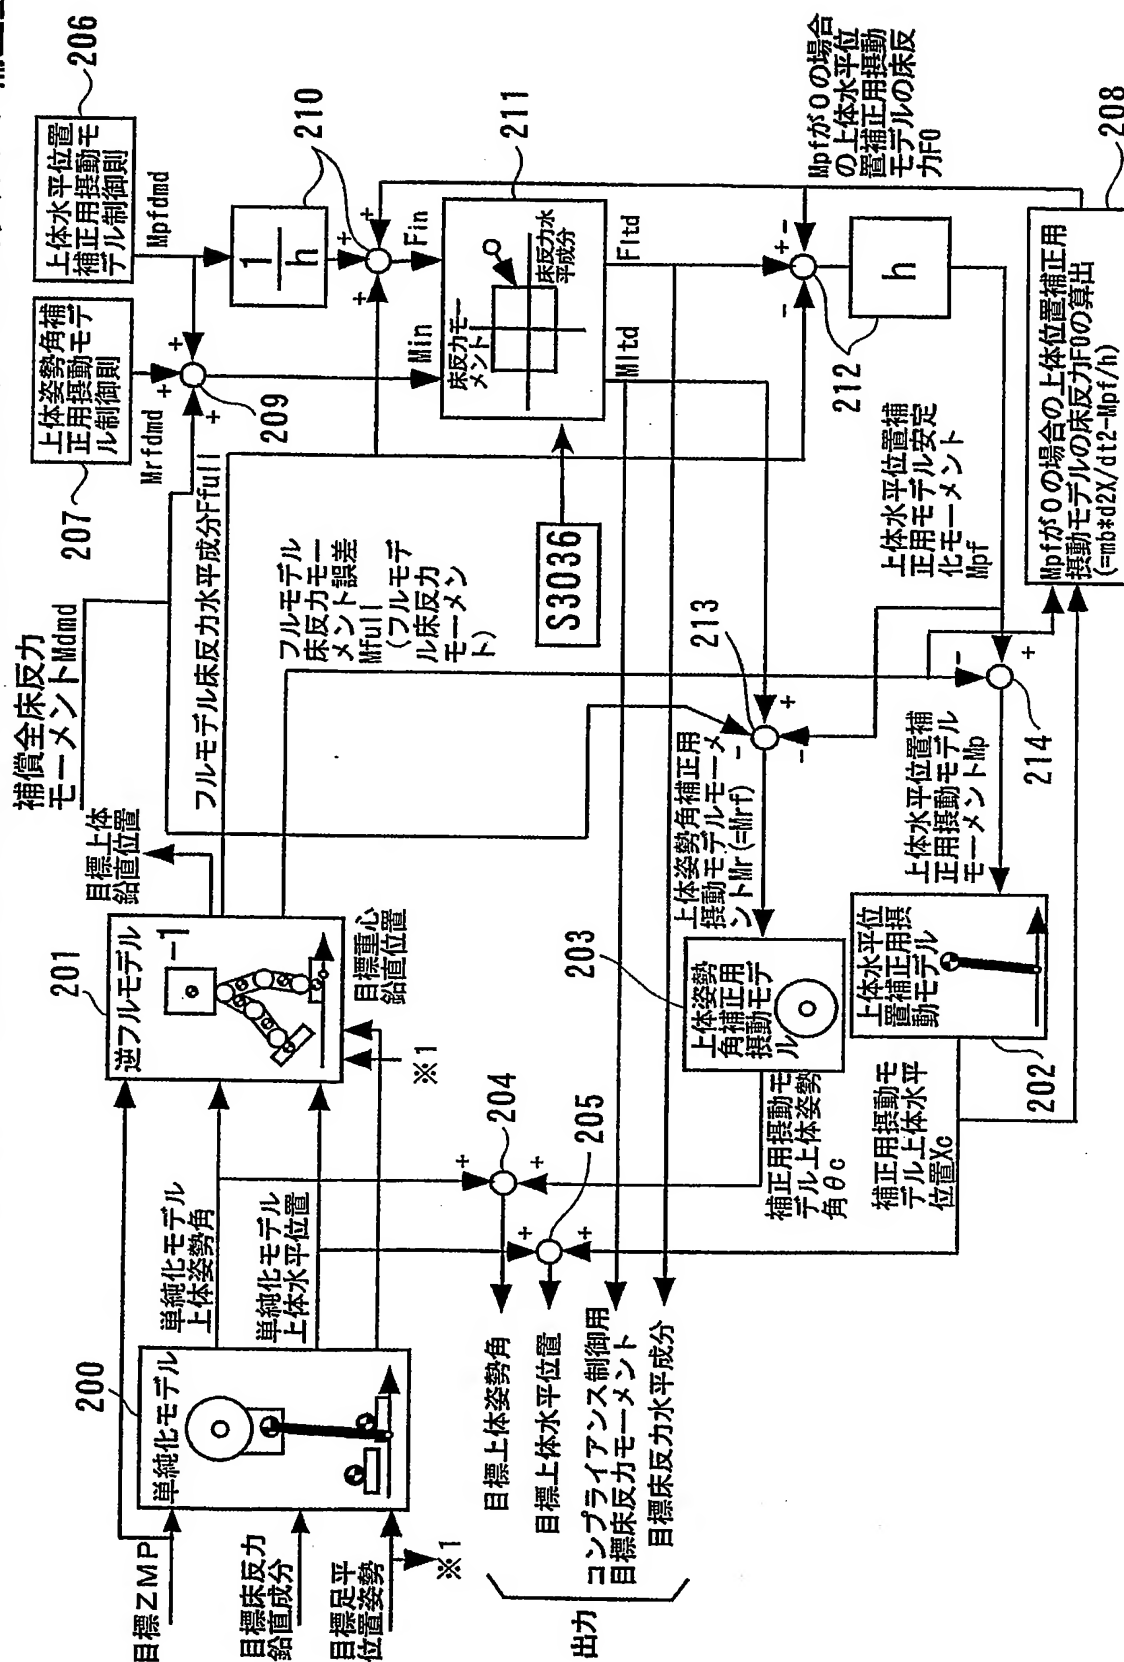 目標ZMP
目標床反力
鉛直成分
目標足平
位置姿勢
※1
200
単純化モデル
単純化モデル
上体姿勢角
単純化モデル
上体水平位置
201
逆フルモデル
-1
※1
目標重心
鉛直位置
目標上体
鉛直位置
補償全床反力
モーメントMdmd
フルモデル床反力水平成分Ffull
フルモデル
床反力モー
メント誤差
Mfull
(フルモデ
ル床反力
モーメン
ト)
207
上体姿勢角補
正用摂動モデ
ル制御則
Mrfdmd
206
上体水平位置
補正用摂動モ
デル制御則
Mpfdmd
209
+
+
+
1
h
210
+
+
+
Fin
Min
211
床反力モー
メント
床反力水
平成分
Mltd
Fltd
S3036
Mpfが0の場合
の上体水平位
置補正用摂動
モデルの床反
力F0
+
-
-
212
h
208
Mpfが0の場合の上体位置補正用
摂動モデルの床反力F0の算出
(=mb*d2X/dt2-Mpf/h)
上体水平位置補
正用モデル安定
化モーメント
Mpf
213
-
+
-
上体姿勢角補正用
摂動モデルモーメ
ントMr(=Mrf)
214
-
+
上体水平位置補
正用摂動モデル
モーメントMp
203
上体姿勢
角補正用
摂動モデ
ル
202
上体水平位
置補正用摂
動モデル
補正用摂動モ
デル上体姿勢
角θc
補正用摂動モ
デル上体水平
位置Xc
204
+
+
205
+
+
出力
目標上体姿勢角
目標上体水平位置
コンプライアンス制御用
目標床反力モーメント
目標床反力水平成分